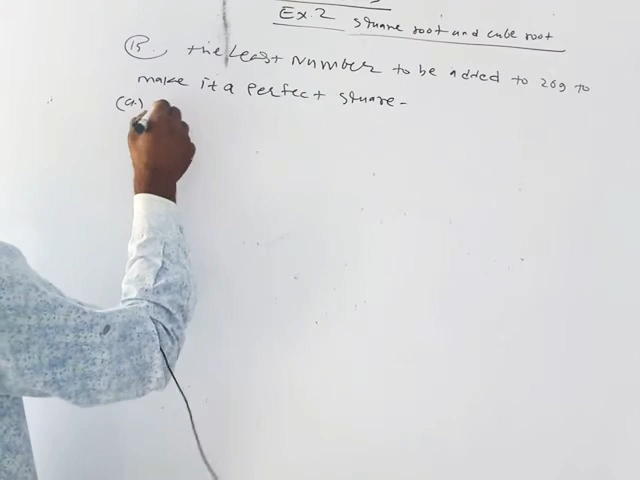 Ex.2 square root and cube root
15. the Least Number to be added to 269 to
make it a perfect square-
(a)